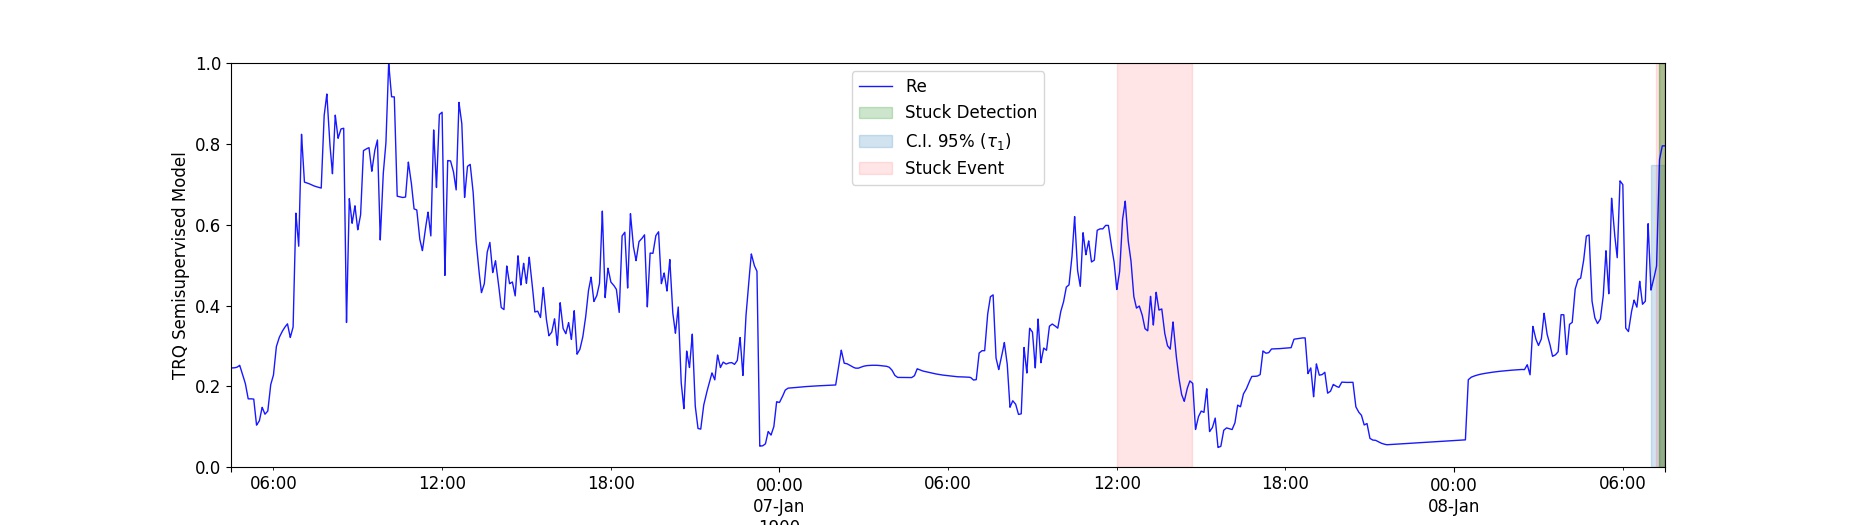 1.0
0.8
0.6
0.4
0.2
0.0
TRQ Semisupervised Model
Re
Stuck Detection
C.I. 95% (τ₁)
Stuck Event
06:00
12:00
18:00
00:00
07-Jan
1900
06:00
12:00
18:00
00:00
08-Jan
06:00